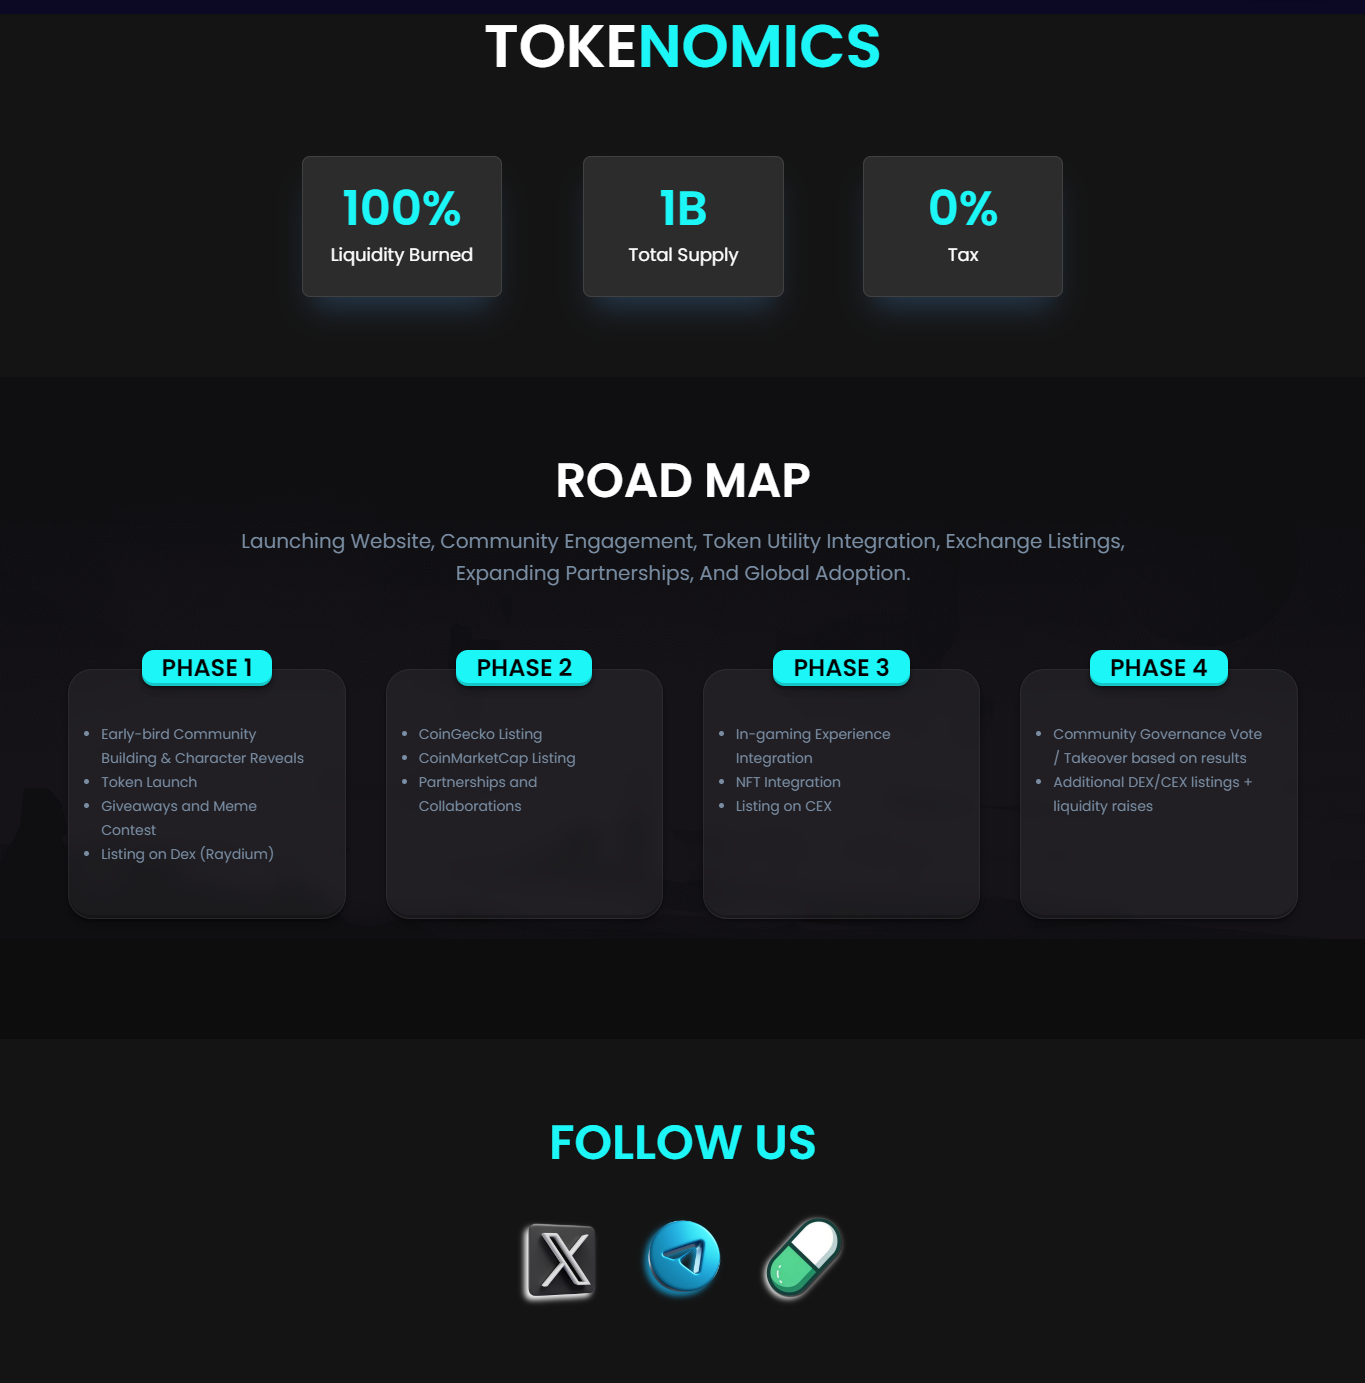 TOKENOMICS
100%
Liquidity Burned
1B
Total Supply
0%
Tax
ROAD MAP
Launching Website, Community Engagement, Token Utility Integration, Exchange Listings,
Expanding Partnerships, And Global Adoption.
PHASE 1
Early-bird Community
Building & Character Reveals
Token Launch
Giveaways and Meme
Contest
Listing on Dex (Raydium)
PHASE 2
CoinGecko Listing
CoinMarketCap Listing
Partnerships and
Collaborations
PHASE 3
In-gaming Experience
Integration
NFT Integration
Listing on CEX
PHASE 4
Community Governance Vote
/ Takeover based on results
Additional DEX/CEX listings +
liquidity raises
FOLLOW US
X